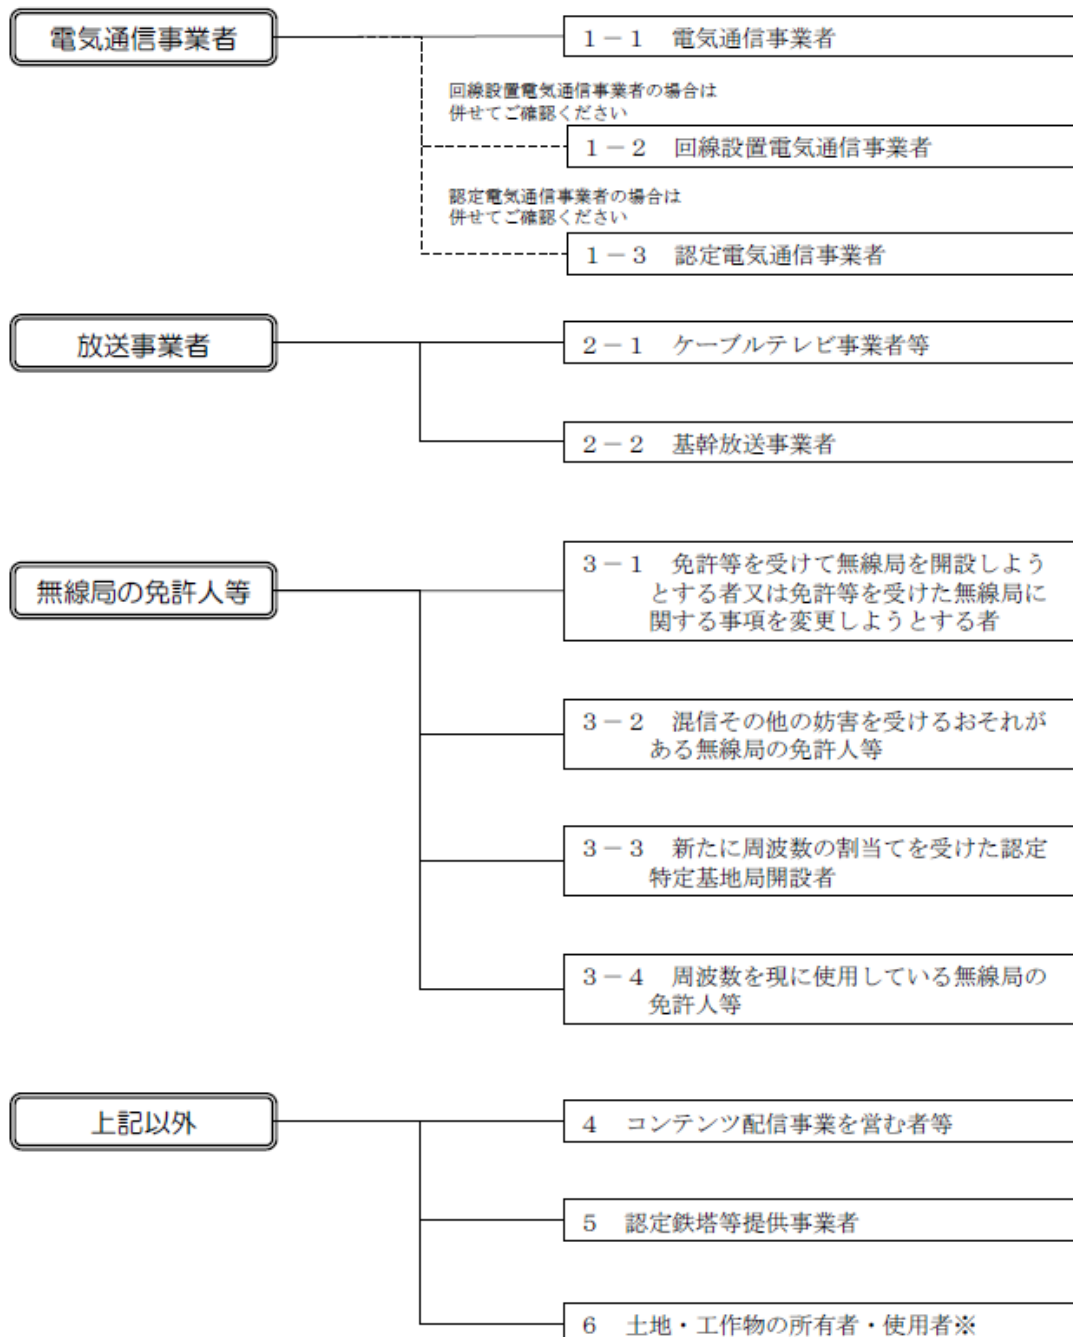 電気通信事業者
1-1 電気通信事業者
回線設置電気通信事業者の場合は
併せてご確認ください
1-2 回線設置電気通信事業者
認定電気通信事業者の場合は
併せてご確認ください
1-3 認定電気通信事業者
放送事業者
2-1 ケーブルテレビ事業者等
2-2 基幹放送事業者
無線局の免許人等
3-1 免許等を受けて無線局を開設しよう
とする者又は免許等を受けた無線局に
関する事項を変更しようとする者
3-2 混信その他の妨害を受けるおそれが
ある無線局の免許人等
3-3 新たに周波数の割当てを受けた認定
特定基地局開設者
3-4 周波数を現に使用している無線局の
免許人等
上記以外
4 コンテンツ配信事業を営む者等
5 認定鉄塔等提供事業者
6 土地・工作物の所有者・使用者※